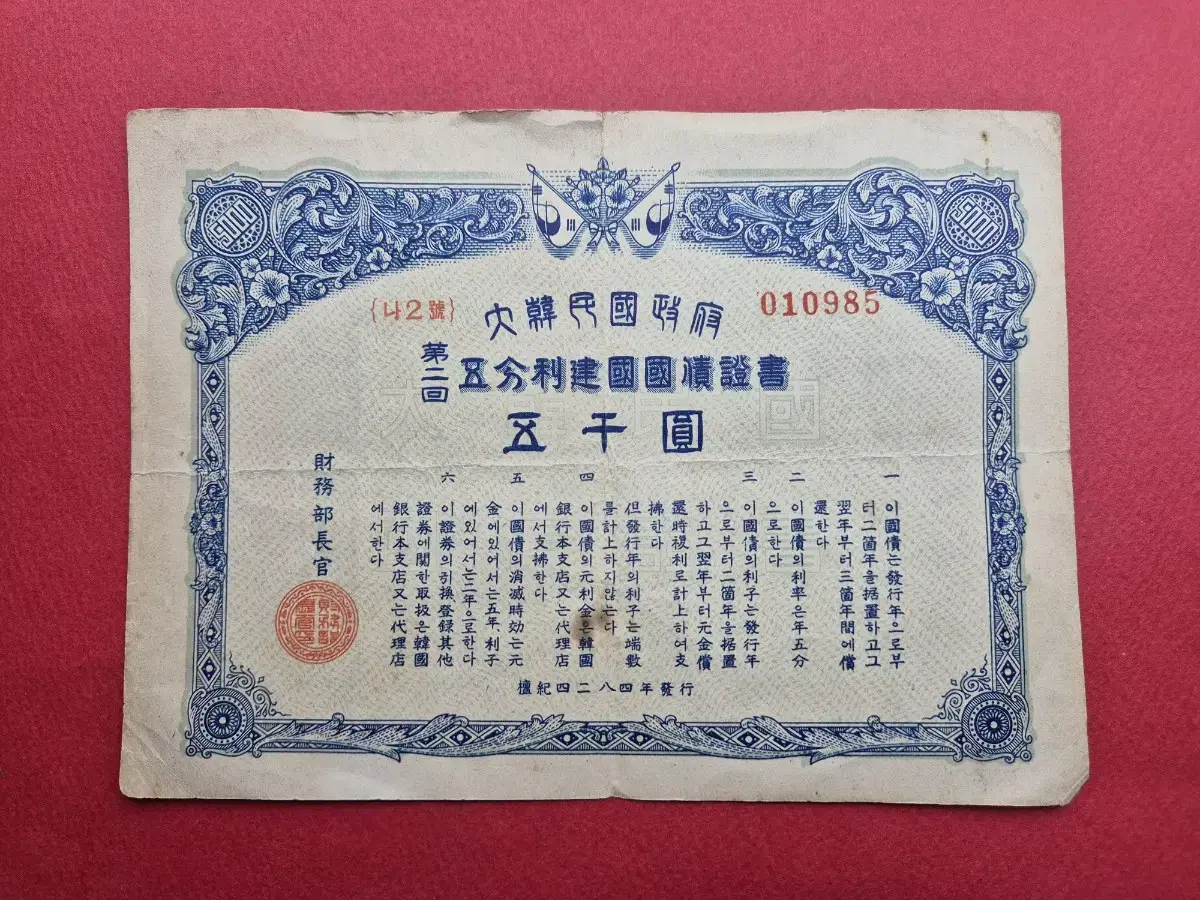 5000
5000
{나2號}
大韓民國政府
010985
第二回
五分利建國國債證書
五千圓
一 이國債는發行年으로부
터二箇年을据置하고그
翌年부터三箇年間에償
還한다
二 이國債의利率은年五分
으로한다
三 이國債의利子는發行年
으로부터二箇年을据置
하고그翌年부터元金償
還時複利로計上하여支
拂한다
但發行年의利子는端數
를計上하지않는다
四 이國債의元利金은韓國
銀行本支店又는代理店
에서支拂한다
五 이國債의消滅時効는元
金에있어서는五年、利子
에있어서는二年으로한다
六 이證券의引換登錄其他
證券에關한取扱은韓國
銀行本支店又는代理店
에서한다
財務部長官
檀紀四二八四年發行